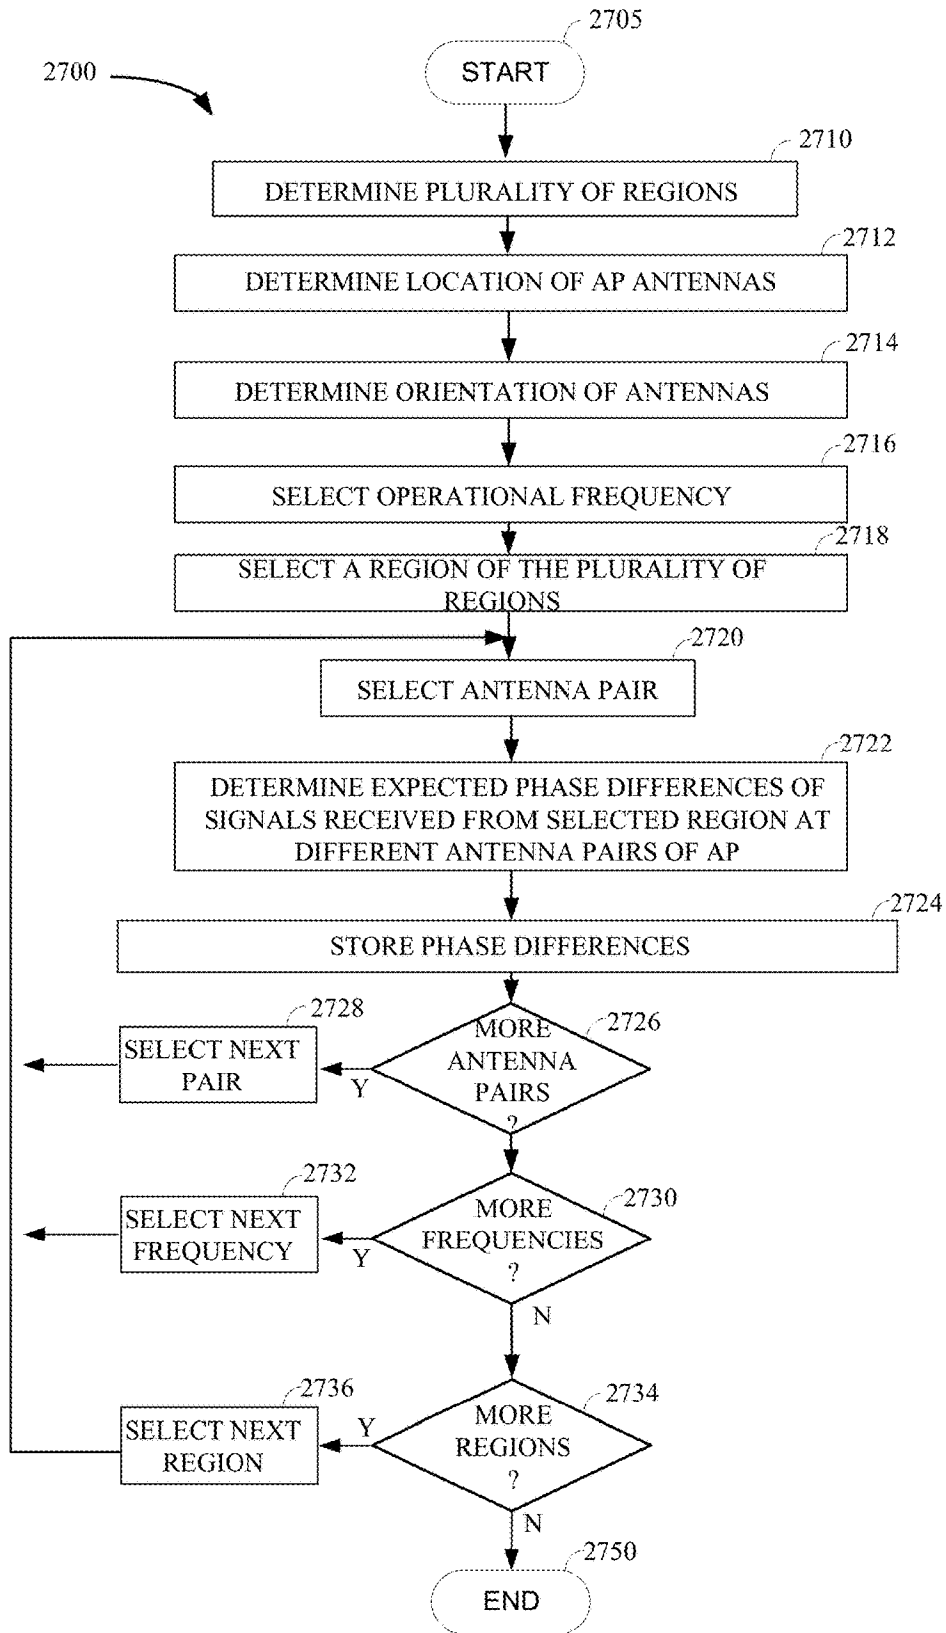 2705
START
2700
2710
DETERMINE PLURALITY OF REGIONS
2712
DETERMINE LOCATION OF AP ANTENNAS
2714
DETERMINE ORIENTATION OF ANTENNAS
2716
SELECT OPERATIONAL FREQUENCY
2718
SELECT A REGION OF THE PLURALITY OF
REGIONS
2720
SELECT ANTENNA PAIR
2722
DETERMINE EXPECTED PHASE DIFFERENCES OF
SIGNALS RECEIVED FROM SELECTED REGION AT
DIFFERENT ANTENNA PAIRS OF AP
2724
STORE PHASE DIFFERENCES
2726
MORE
ANTENNA
PAIRS
?
Y
2728
SELECT NEXT
PAIR
2730
MORE
FREQUENCIES
?
Y
2732
SELECT NEXT
FREQUENCY
N
2734
MORE
REGIONS
?
Y
2736
SELECT NEXT
REGION
N
2750
END